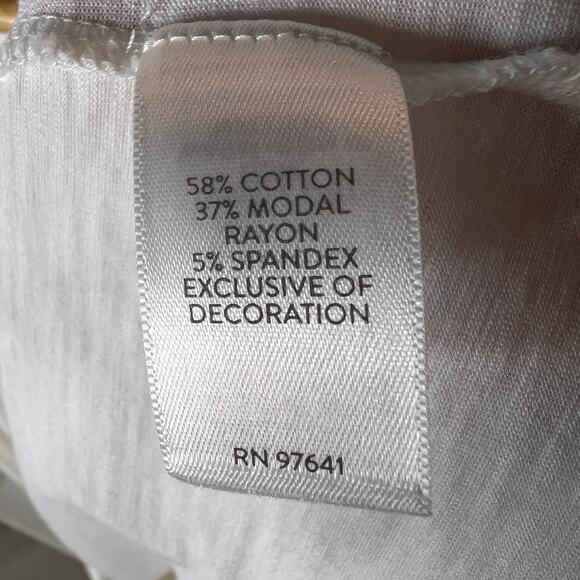 58% COTTON
37% MODAL
RAYON
5% SPANDEX
EXCLUSIVE OF
DECORATION
RN 97641